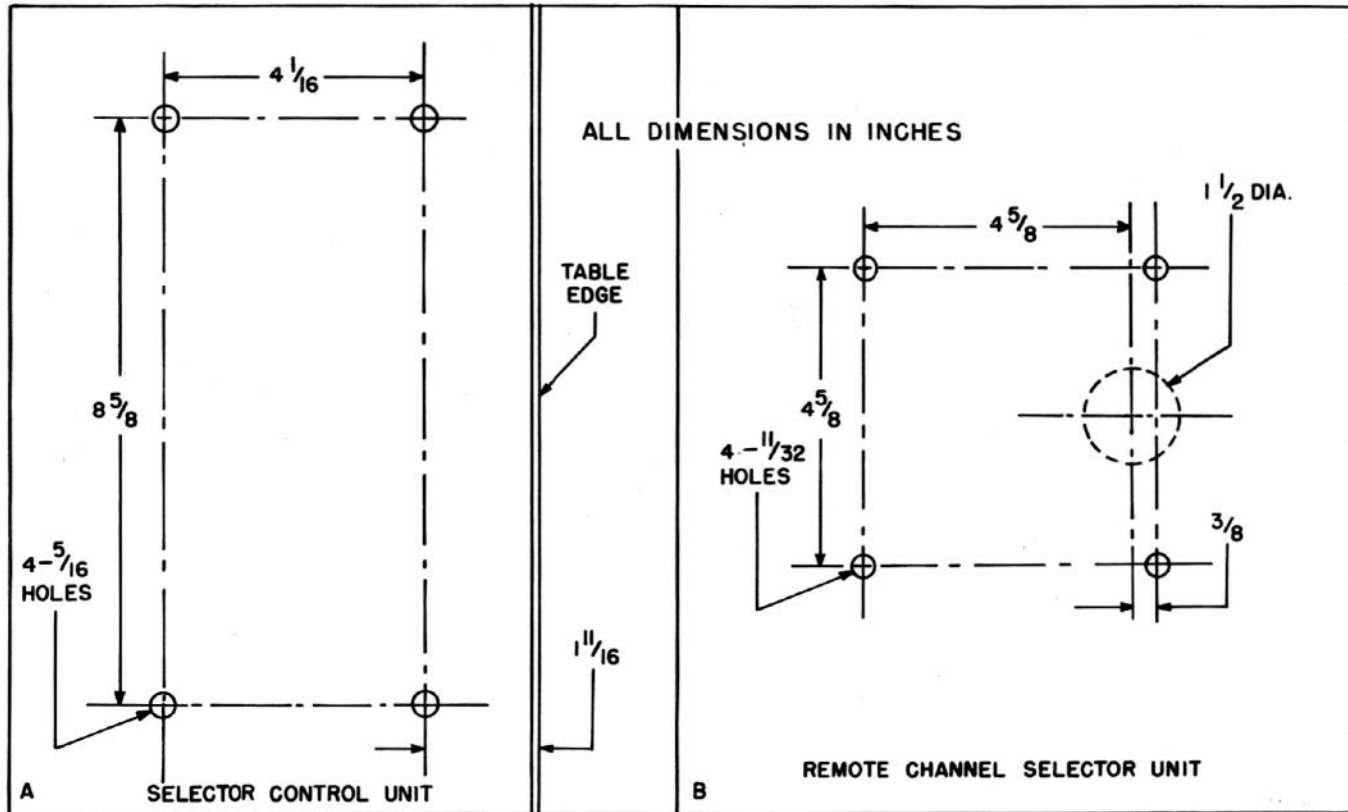 4 1/16
ALL DIMENSIONS IN INCHES
1 1/2 DIA.
4 5/8
TABLE
EDGE
8 5/8
4 5/8
4-11/32
HOLES
3/8
4-5/16
HOLES
1 11/16
A
SELECTOR CONTROL UNIT
B
REMOTE CHANNEL SELECTOR UNIT